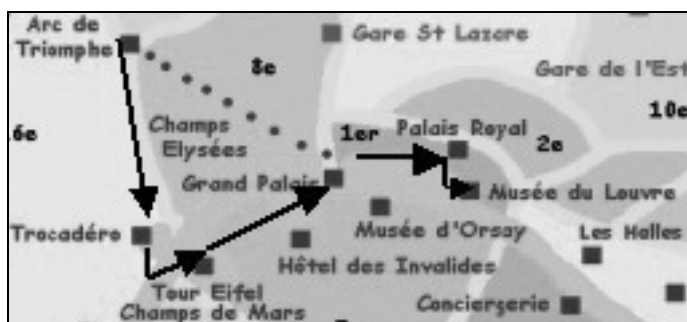 Arc de
Triomphe
Gare St Lazare
8e
Gare de l'Est
10e
16e
Champs
Elysées
1er
Palais Royal
2e
Grand Palais
Musée du Louvre
Trocadéro
Musée d'Orsay
Les Halles
Hôtel des Invalides
Tour Eifel
Champs de Mars
Conciergerie